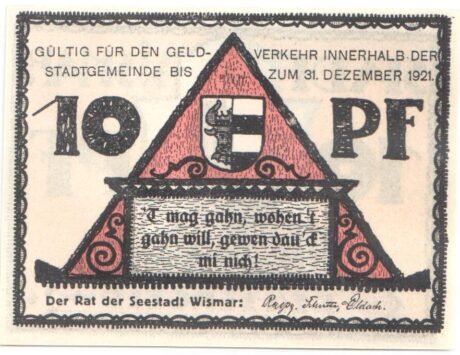 GÜLTIG FÜR DEN GELD- VERKEHR INNERHALB DER
STADTGEMEINDE BIS ZUM 31. DEZEMBER 1921.
10 PF
'T mag gahn, wohen 't
gahn will, gewen dau 'ck
mi nich!
Der Rat der Seestadt Wismar: